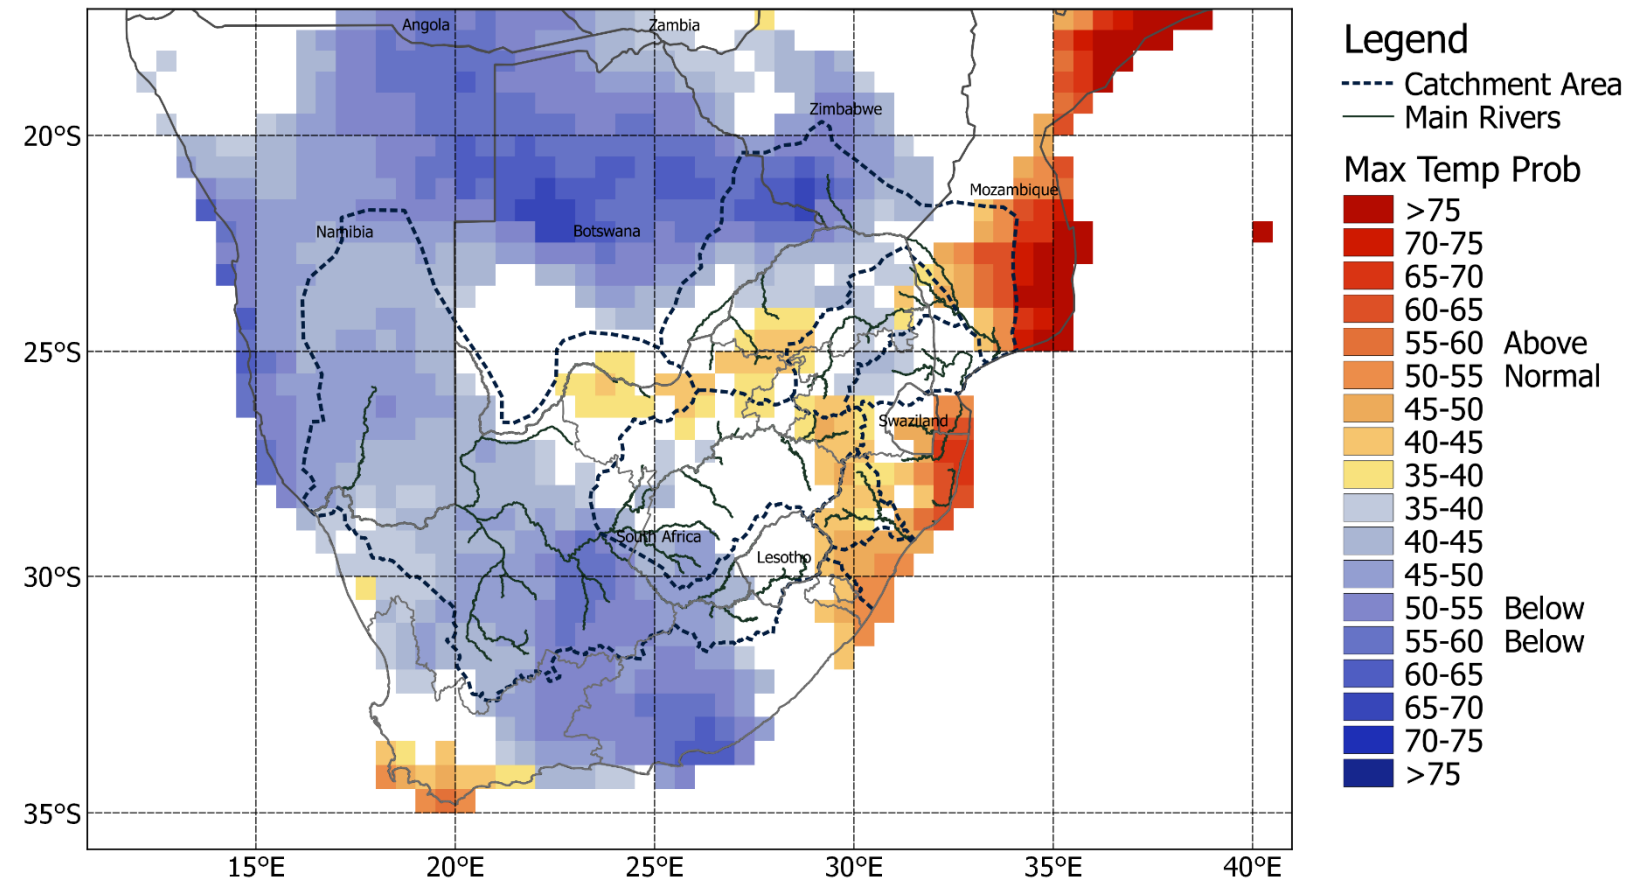 Angola
Zambia
Zimbabwe
Mozambique
Namibia
Botswana
Swaziland
South Africa
Lesotho
20°S
25°S
30°S
35°S
15°E
20°E
25°E
30°E
35°E
40°E
Legend
Catchment Area
Main Rivers
Max Temp Prob
>75
70-75
65-70
60-65
55-60 Above
50-55 Normal
45-50
40-45
35-40
35-40
40-45
45-50
50-55 Below
55-60 Below
60-65
65-70
70-75
>75